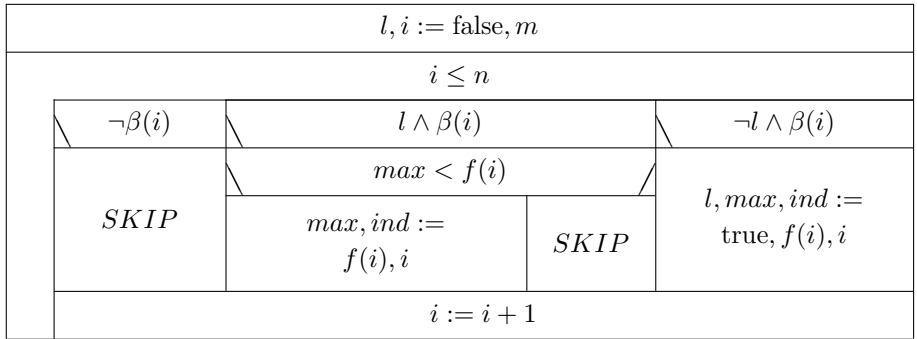 l, i := false, m
i ≤ n
¬β(i) l ∧ β(i) ¬l ∧ β(i)
max < f(i)
SKIP
max, ind :=
f(i), i
SKIP
l, max, ind :=
true, f(i), i
i := i + 1